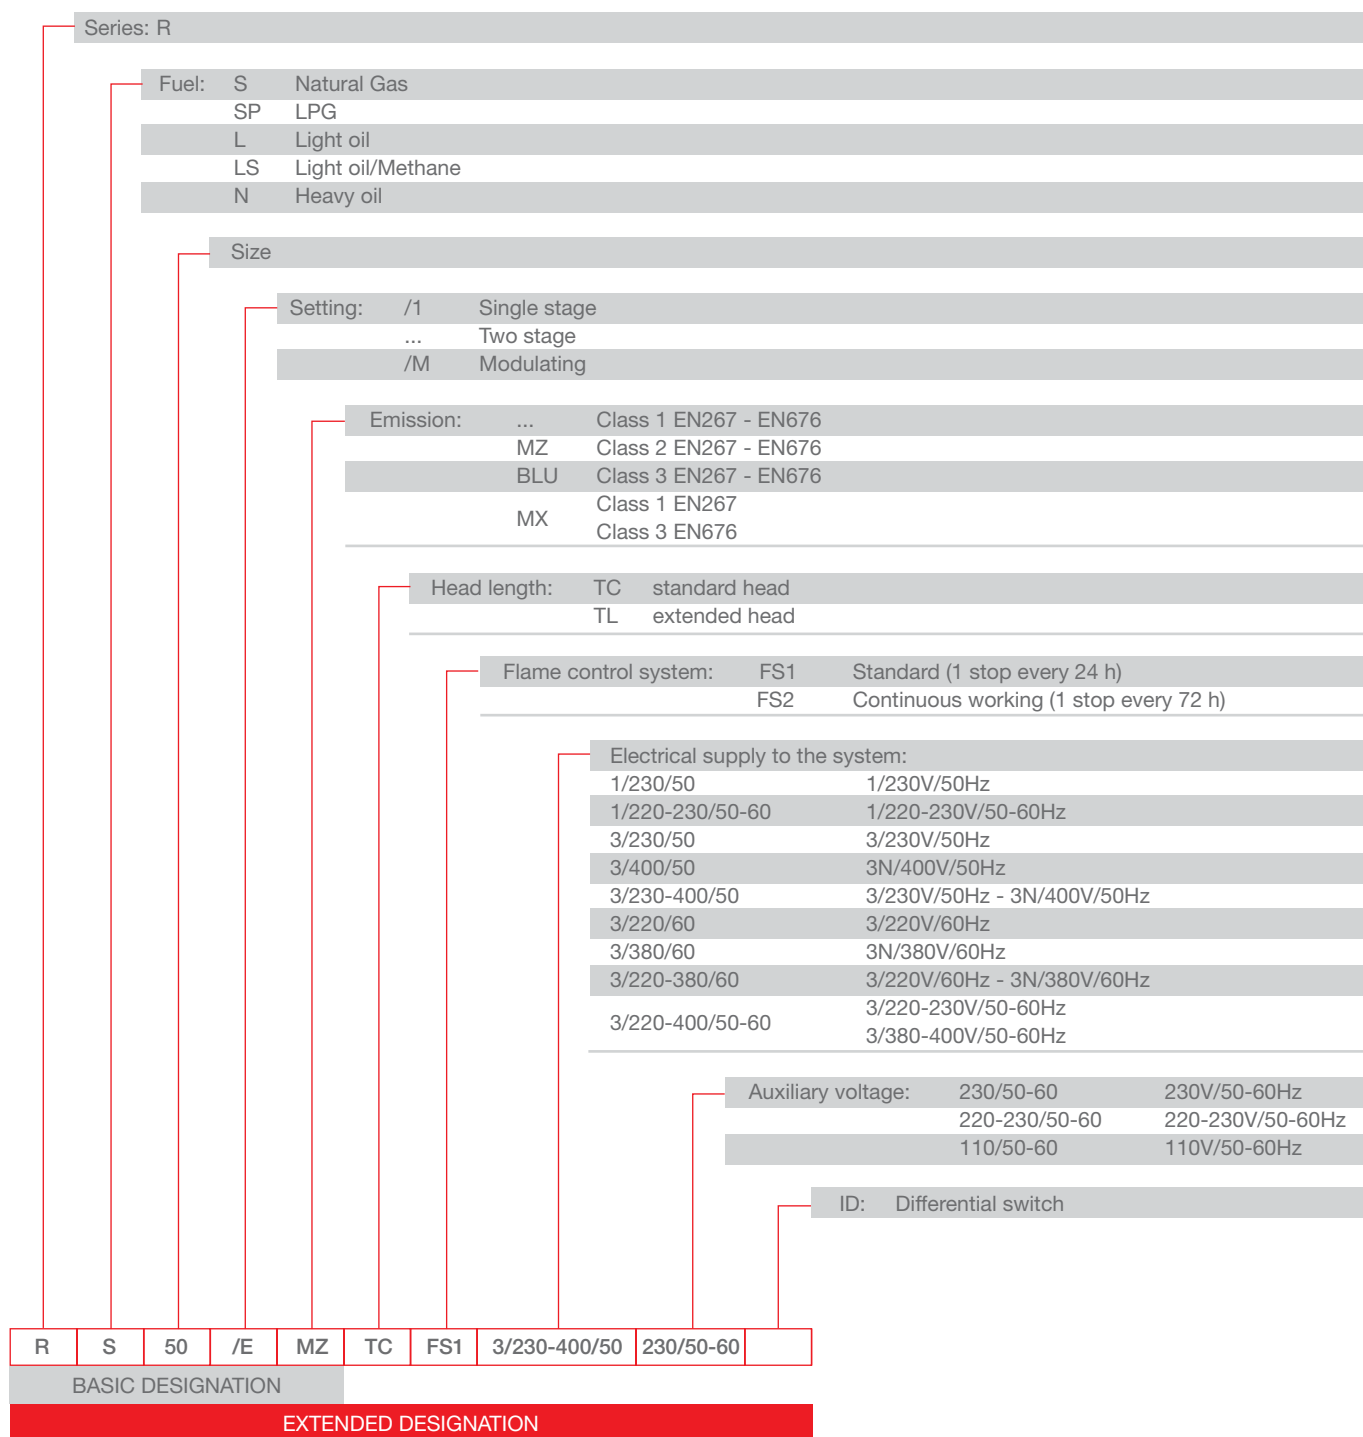 Series: R
Fuel: S Natural Gas
SP LPG
L Light oil
LS Light oil/Methane
N Heavy oil
Size
Setting: /1 Single stage
... Two stage
/M Modulating
Emission: ... Class 1 EN267 - EN676
MZ Class 2 EN267 - EN676
BLU Class 3 EN267 - EN676
MX Class 1 EN267
Class 3 EN676
Head length: TC standard head
TL extended head
Flame control system: FS1 Standard (1 stop every 24 h)
FS2 Continuous working (1 stop every 72 h)
Electrical supply to the system:
1/230/50 1/230V/50Hz
1/220-230/50-60 1/220-230V/50-60Hz
3/230/50 3/230V/50Hz
3/400/50 3N/400V/50Hz
3/230-400/50 3/230V/50Hz - 3N/400V/50Hz
3/220/60 3/220V/60Hz
3/380/60 3N/380V/60Hz
3/220-380/60 3/220V/60Hz - 3N/380V/60Hz
3/220-400/50-60 3/220-230V/50-60Hz
3/380-400V/50-60Hz
Auxiliary voltage: 230/50-60 230V/50-60Hz
220-230/50-60 220-230V/50-60Hz
110/50-60 110V/50-60Hz
ID: Differential switch
R S 50 /E MZ TC FS1 3/230-400/50 230/50-60
BASIC DESIGNATION
EXTENDED DESIGNATION